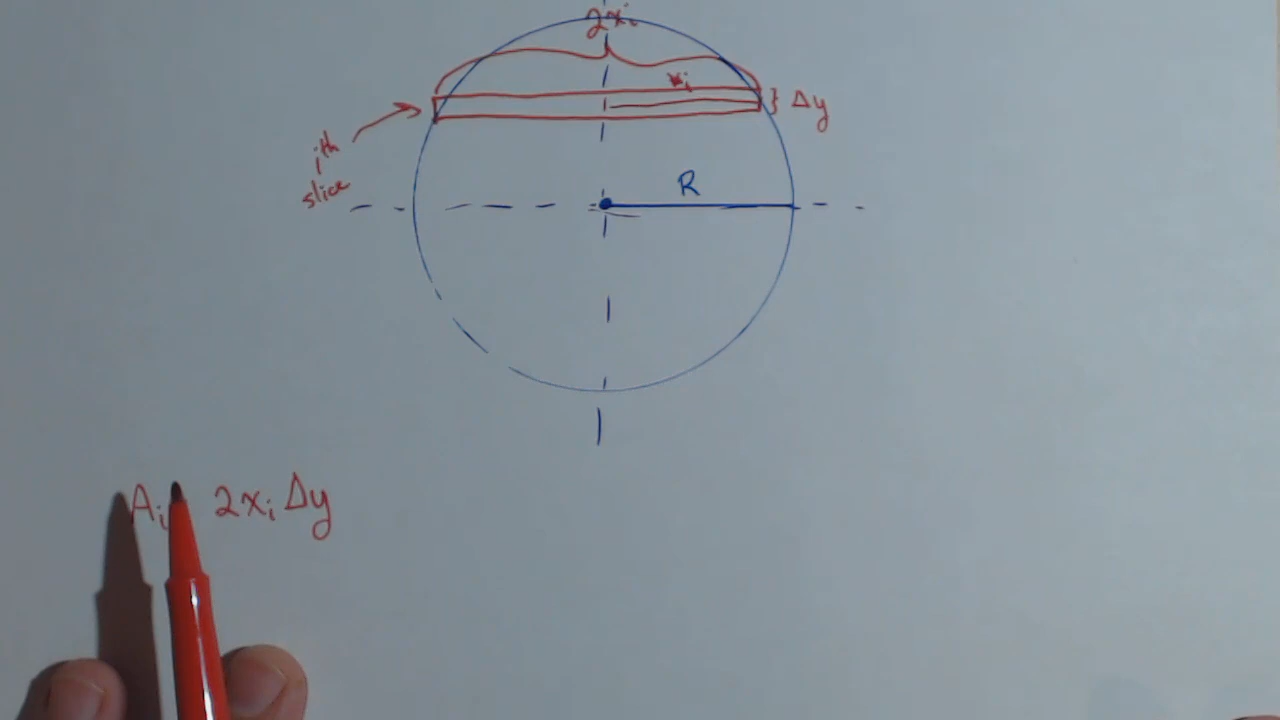 2xᵢ
xᵢ
Δy
iᵗʰ
slice
R
Aᵢ 2xᵢ Δy